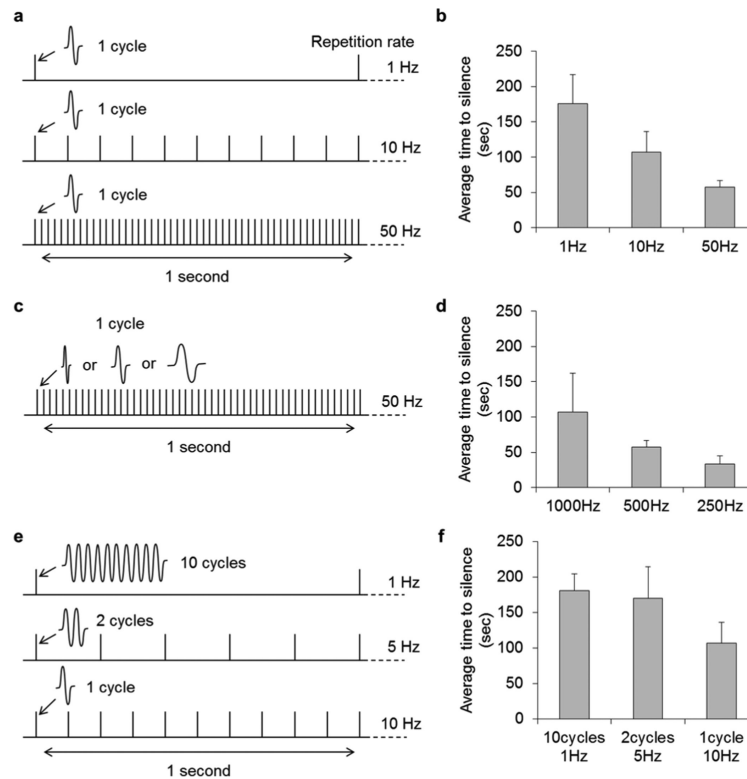 a
1 cycle
Repetition rate
1 Hz
1 cycle
10 Hz
1 cycle
50 Hz
1 second
b
Average time to silence
(sec)
250
200
150
100
50
0
1Hz 10Hz 50Hz
c
1 cycle
or or
50 Hz
1 second
d
Average time to silence
(sec)
250
200
150
100
50
0
1000Hz 500Hz 250Hz
e
10 cycles
1 Hz
2 cycles
5 Hz
1 cycle
10 Hz
1 second
f
Average time to silence
(sec)
250
200
150
100
50
0
10cycles 2cycles 1cycle
1Hz 5Hz 10Hz